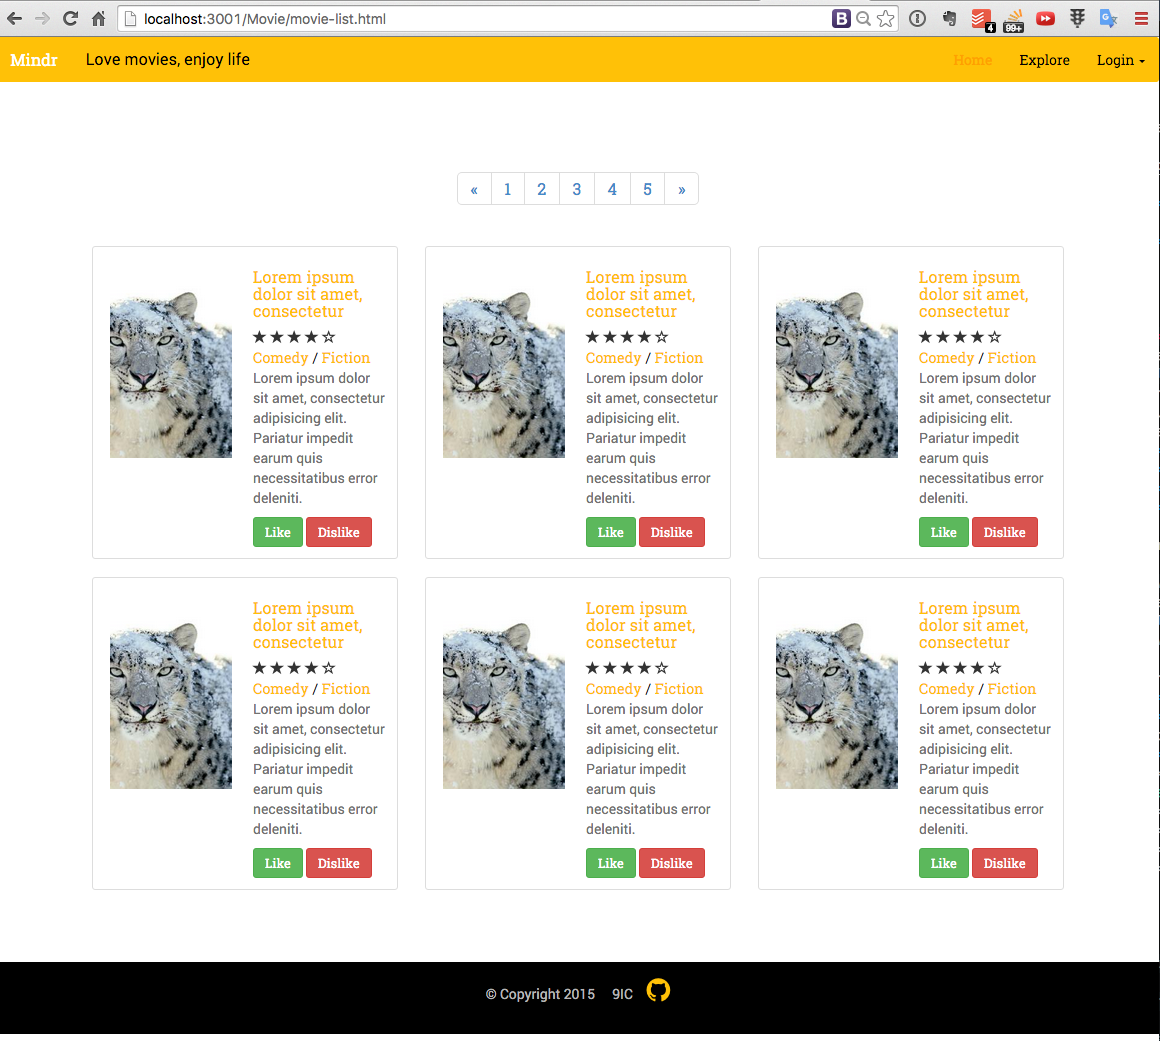 localhost:3001/Movie/movie-list.html
4
99+
Mindr Love movies, enjoy life Home Explore Login
« 1 2 3 4 5 »
Lorem ipsum
dolor sit amet,
consectetur
★★★★☆
Comedy / Fiction
Lorem ipsum dolor
sit amet, consectetur
adipisicing elit.
Pariatur impedit
earum quis
necessitatibus error
deleniti.
Like Dislike
Lorem ipsum
dolor sit amet,
consectetur
★★★★☆
Comedy / Fiction
Lorem ipsum dolor
sit amet, consectetur
adipisicing elit.
Pariatur impedit
earum quis
necessitatibus error
deleniti.
Like Dislike
Lorem ipsum
dolor sit amet,
consectetur
★★★★☆
Comedy / Fiction
Lorem ipsum dolor
sit amet, consectetur
adipisicing elit.
Pariatur impedit
earum quis
necessitatibus error
deleniti.
Like Dislike
Lorem ipsum
dolor sit amet,
consectetur
★★★★☆
Comedy / Fiction
Lorem ipsum dolor
sit amet, consectetur
adipisicing elit.
Pariatur impedit
earum quis
necessitatibus error
deleniti.
Like Dislike
Lorem ipsum
dolor sit amet,
consectetur
★★★★☆
Comedy / Fiction
Lorem ipsum dolor
sit amet, consectetur
adipisicing elit.
Pariatur impedit
earum quis
necessitatibus error
deleniti.
Like Dislike
Lorem ipsum
dolor sit amet,
consectetur
★★★★☆
Comedy / Fiction
Lorem ipsum dolor
sit amet, consectetur
adipisicing elit.
Pariatur impedit
earum quis
necessitatibus error
deleniti.
Like Dislike
© Copyright 2015 9IC